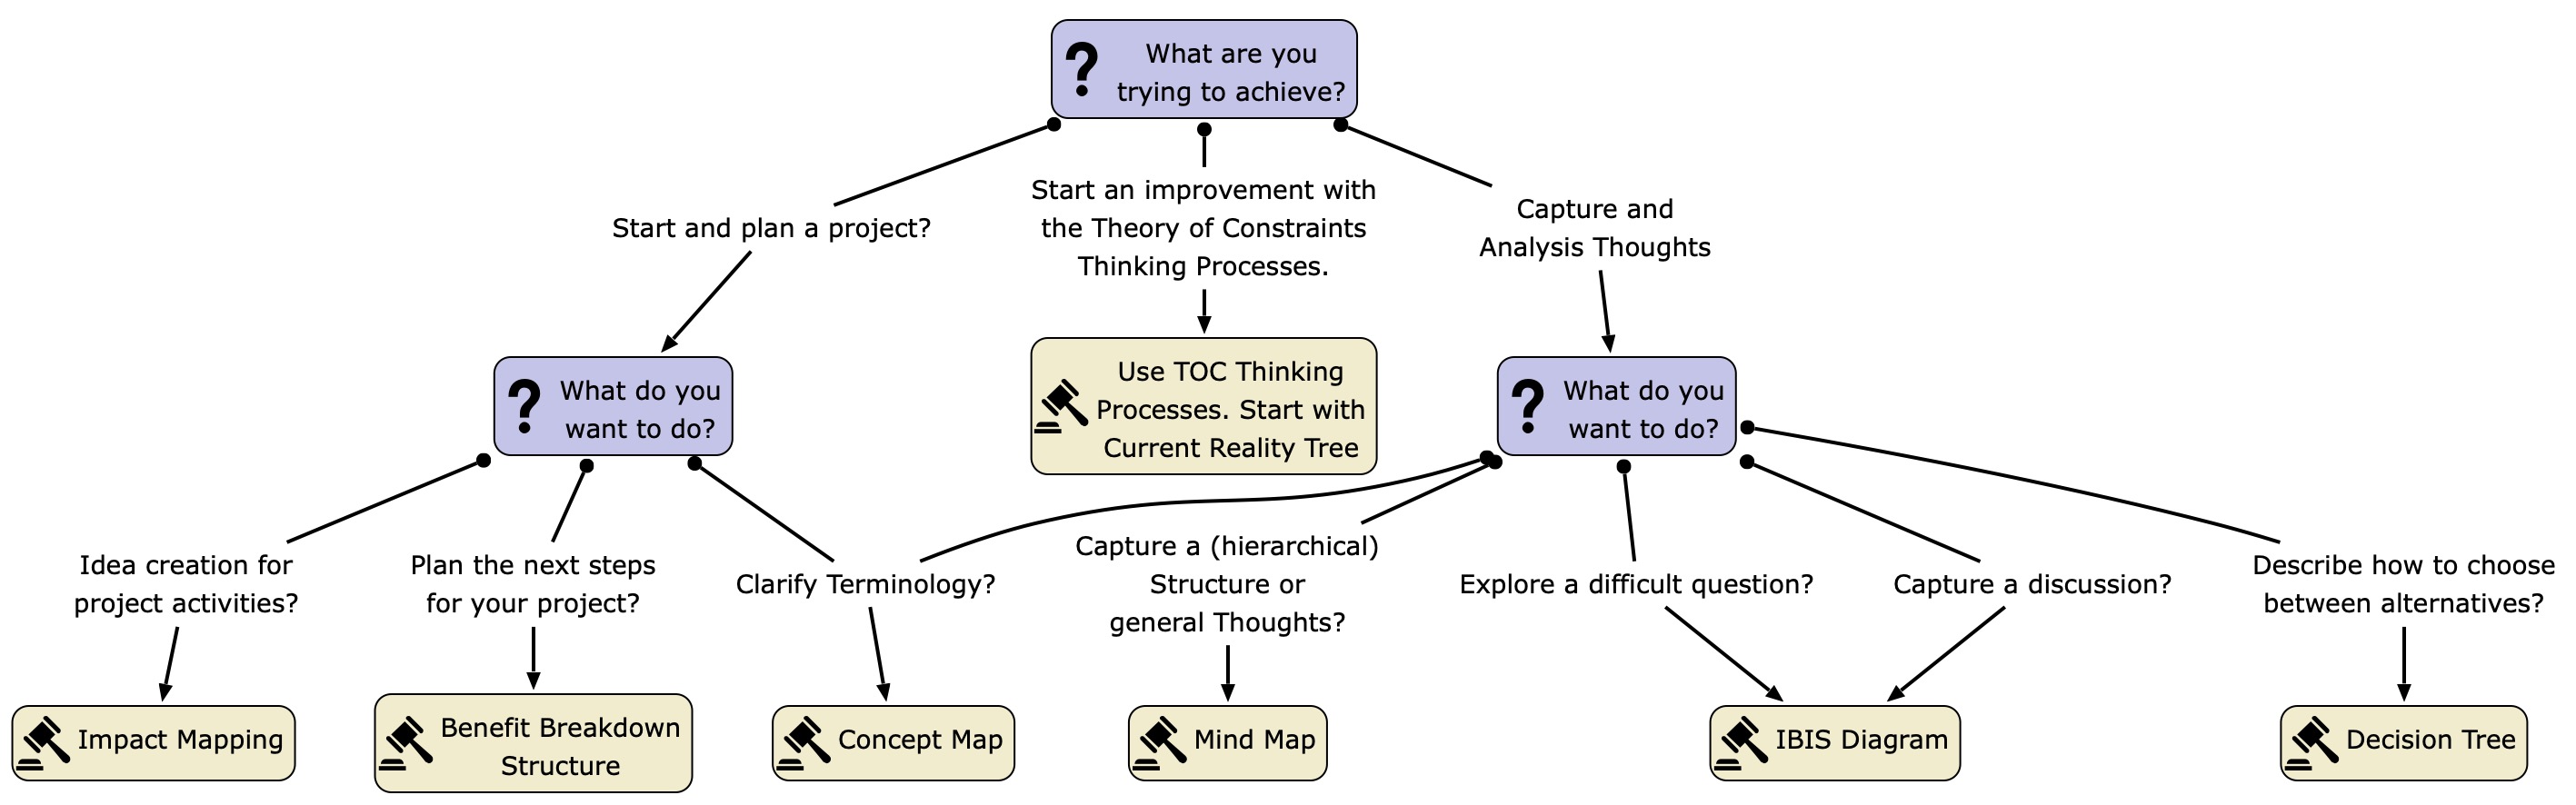 What are you
trying to achieve?
Start and plan a project?
Start an improvement with
the Theory of Constraints
Thinking Processes.
Capture and
Analysis Thoughts
What do you
want to do?
Use TOC Thinking
Processes. Start with
Current Reality Tree
What do you
want to do?
Idea creation for
project activities?
Plan the next steps
for your project?
Clarify Terminology?
Capture a (hierarchical)
Structure or
general Thoughts?
Explore a difficult question?
Capture a discussion?
Describe how to choose
between alternatives?
Impact Mapping
Benefit Breakdown
Structure
Concept Map
Mind Map
IBIS Diagram
Decision Tree